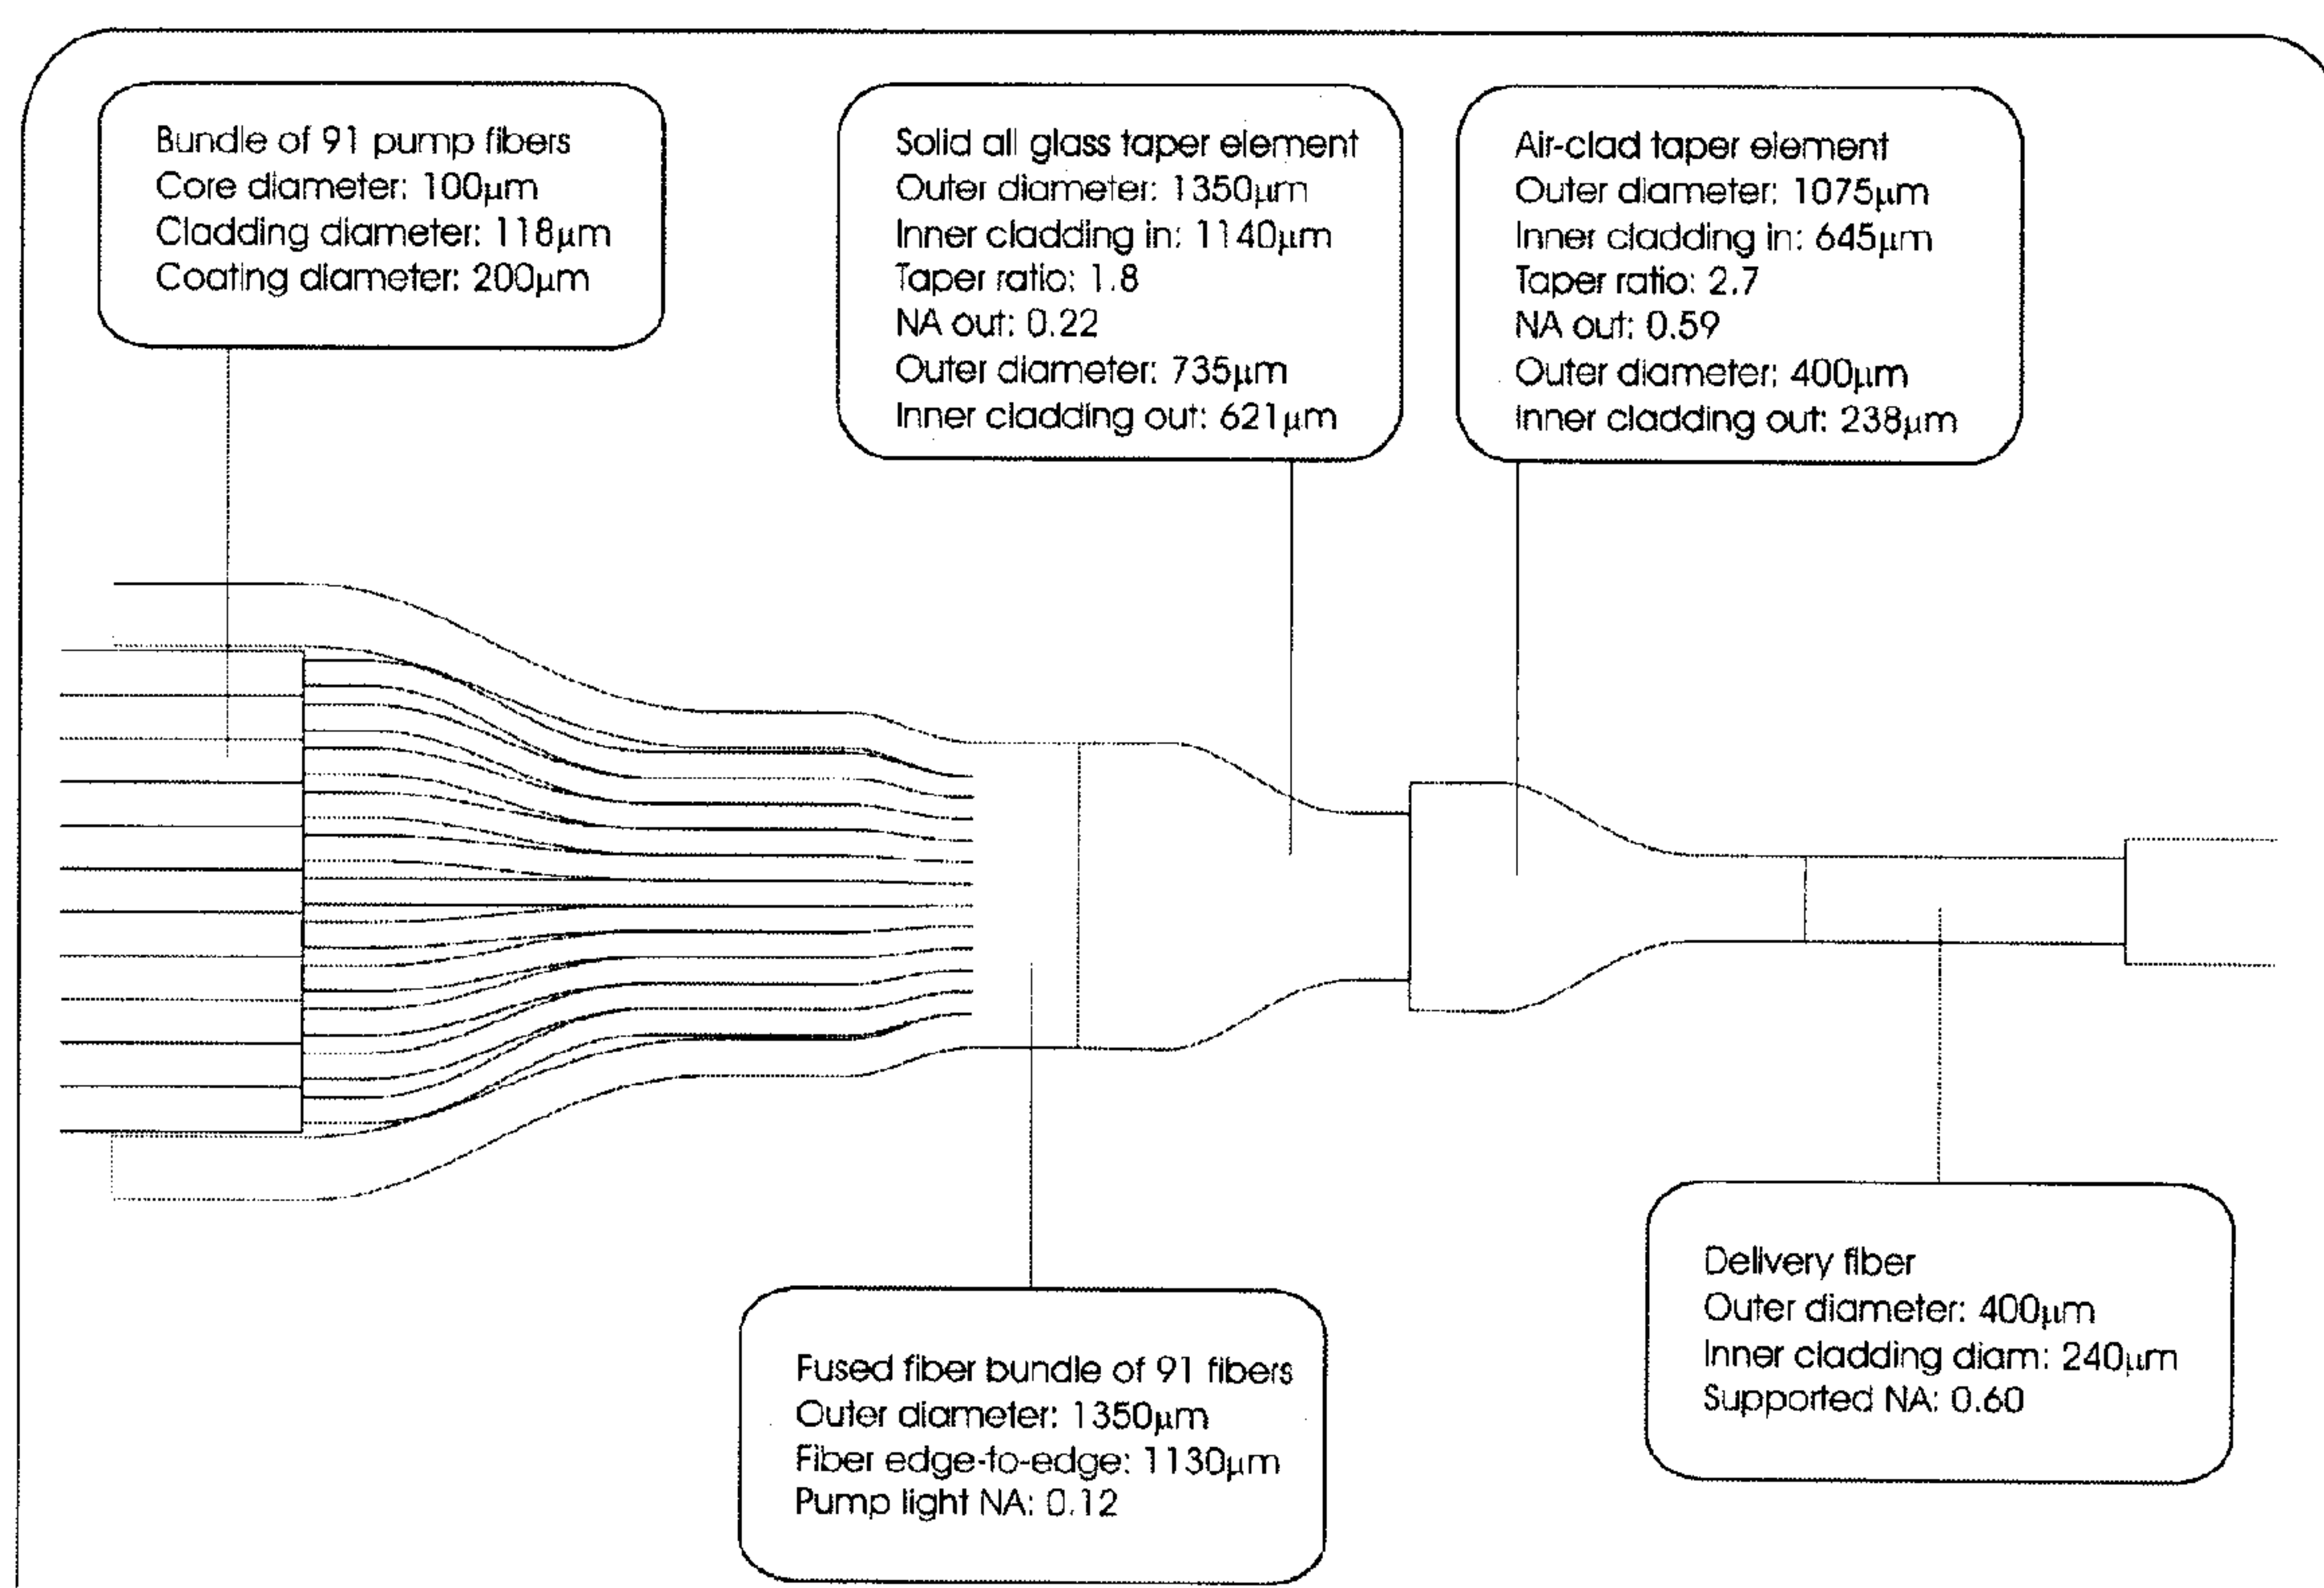 Bundle of 91 pump fibers
Core diameter: 100µm
Cladding diameter: 118µm
Coating diameter: 200µm
Solid all glass taper element
Outer diameter: 1350µm
Inner cladding in: 1140µm
Taper ratio: 1.8
NA out: 0.22
Outer diameter: 735µm
Inner cladding out: 621µm
Air-clad taper element
Outer diameter: 1075µm
Inner cladding in: 645µm
Taper ratio: 2.7
NA out: 0.59
Outer diameter: 400µm
Inner cladding out: 238µm
Fused fiber bundle of 91 fibers
Outer diameter: 1350µm
Fiber edge-to-edge: 1130µm
Pump light NA: 0.12
Delivery fiber
Outer diameter: 400µm
Inner cladding diam: 240µm
Supported NA: 0.60